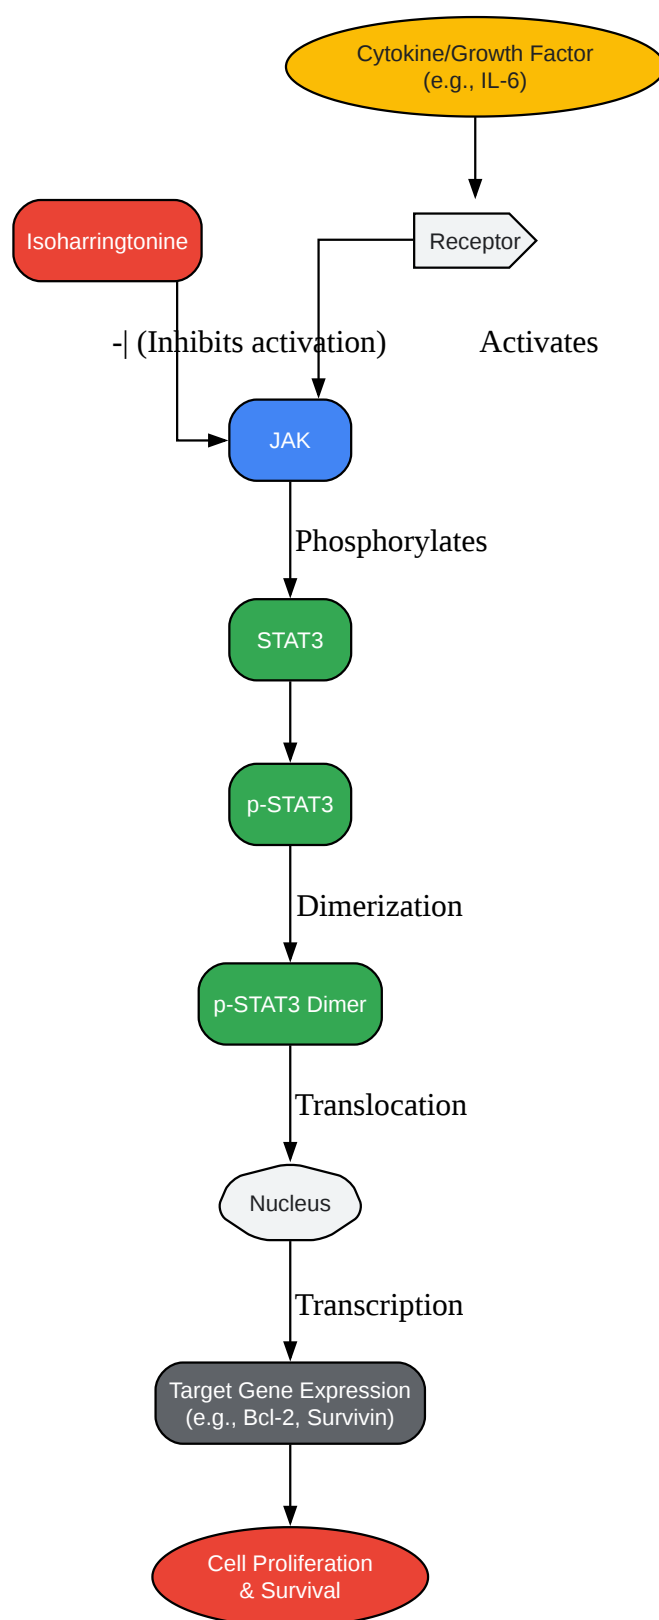 Cytokine/Growth Factor
(e.g., IL-6)
Isoharringtonine
Receptor
-| (Inhibits activation)
Activates
JAK
Phosphorylates
STAT3
p-STAT3
Dimerization
p-STAT3 Dimer
Translocation
Nucleus
Transcription
Target Gene Expression
(e.g., Bcl-2, Survivin)
Cell Proliferation
& Survival